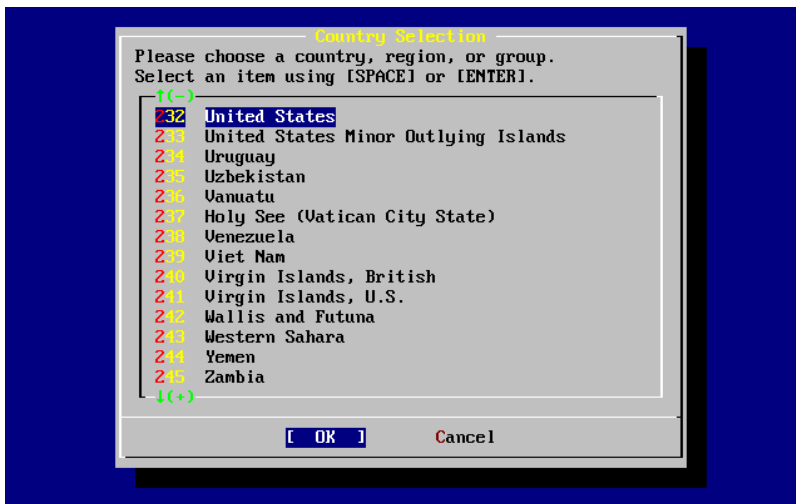 Country Selection
Please choose a country, region, or group.
Select an item using [SPACE] or [ENTER].
↑(-)
232 United States
233 United States Minor Outlying Islands
234 Uruguay
235 Uzbekistan
236 Vanuatu
237 Holy See (Vatican City State)
238 Venezuela
239 Viet Nam
240 Virgin Islands, British
241 Virgin Islands, U.S.
242 Wallis and Futuna
243 Western Sahara
244 Yemen
245 Zambia
↓(+)
[ OK ] Cancel